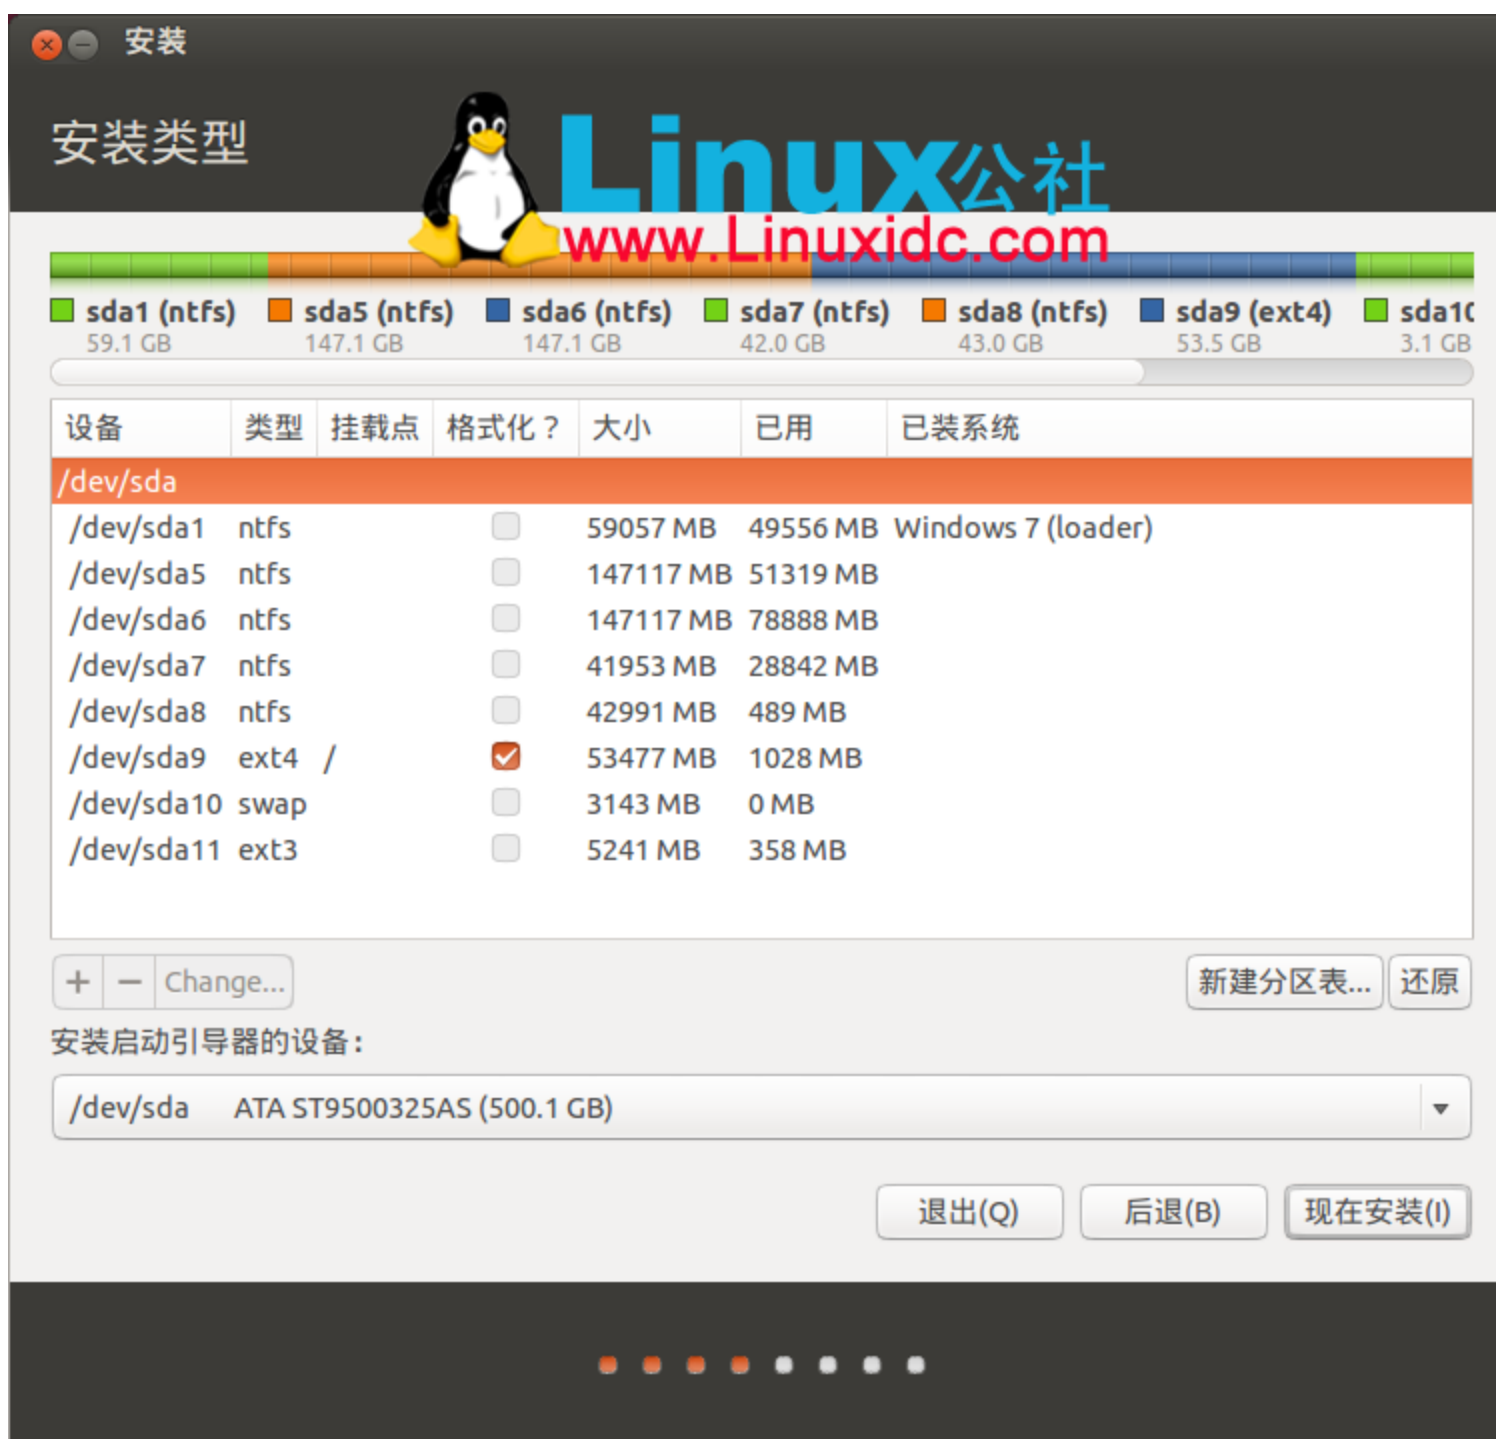 安装
安装类型
Linux公社
www.Linuxidc.com
sda1 (ntfs) sda5 (ntfs) sda6 (ntfs) sda7 (ntfs) sda8 (ntfs) sda9 (ext4) sda10
59.1 GB 147.1 GB 147.1 GB 42.0 GB 43.0 GB 53.5 GB 3.1 GB
设备 类型 挂载点 格式化？ 大小 已用 已装系统
/dev/sda
/dev/sda1 ntfs 59057 MB 49556 MB Windows 7 (loader)
/dev/sda5 ntfs 147117 MB 51319 MB
/dev/sda6 ntfs 147117 MB 78888 MB
/dev/sda7 ntfs 41953 MB 28842 MB
/dev/sda8 ntfs 42991 MB 489 MB
/dev/sda9 ext4 / 53477 MB 1028 MB
/dev/sda10 swap 3143 MB 0 MB
/dev/sda11 ext3 5241 MB 358 MB
+ − Change... 新建分区表... 还原
安装启动引导器的设备：
/dev/sda ATA ST9500325AS (500.1 GB)
退出(Q) 后退(B) 现在安装(I)